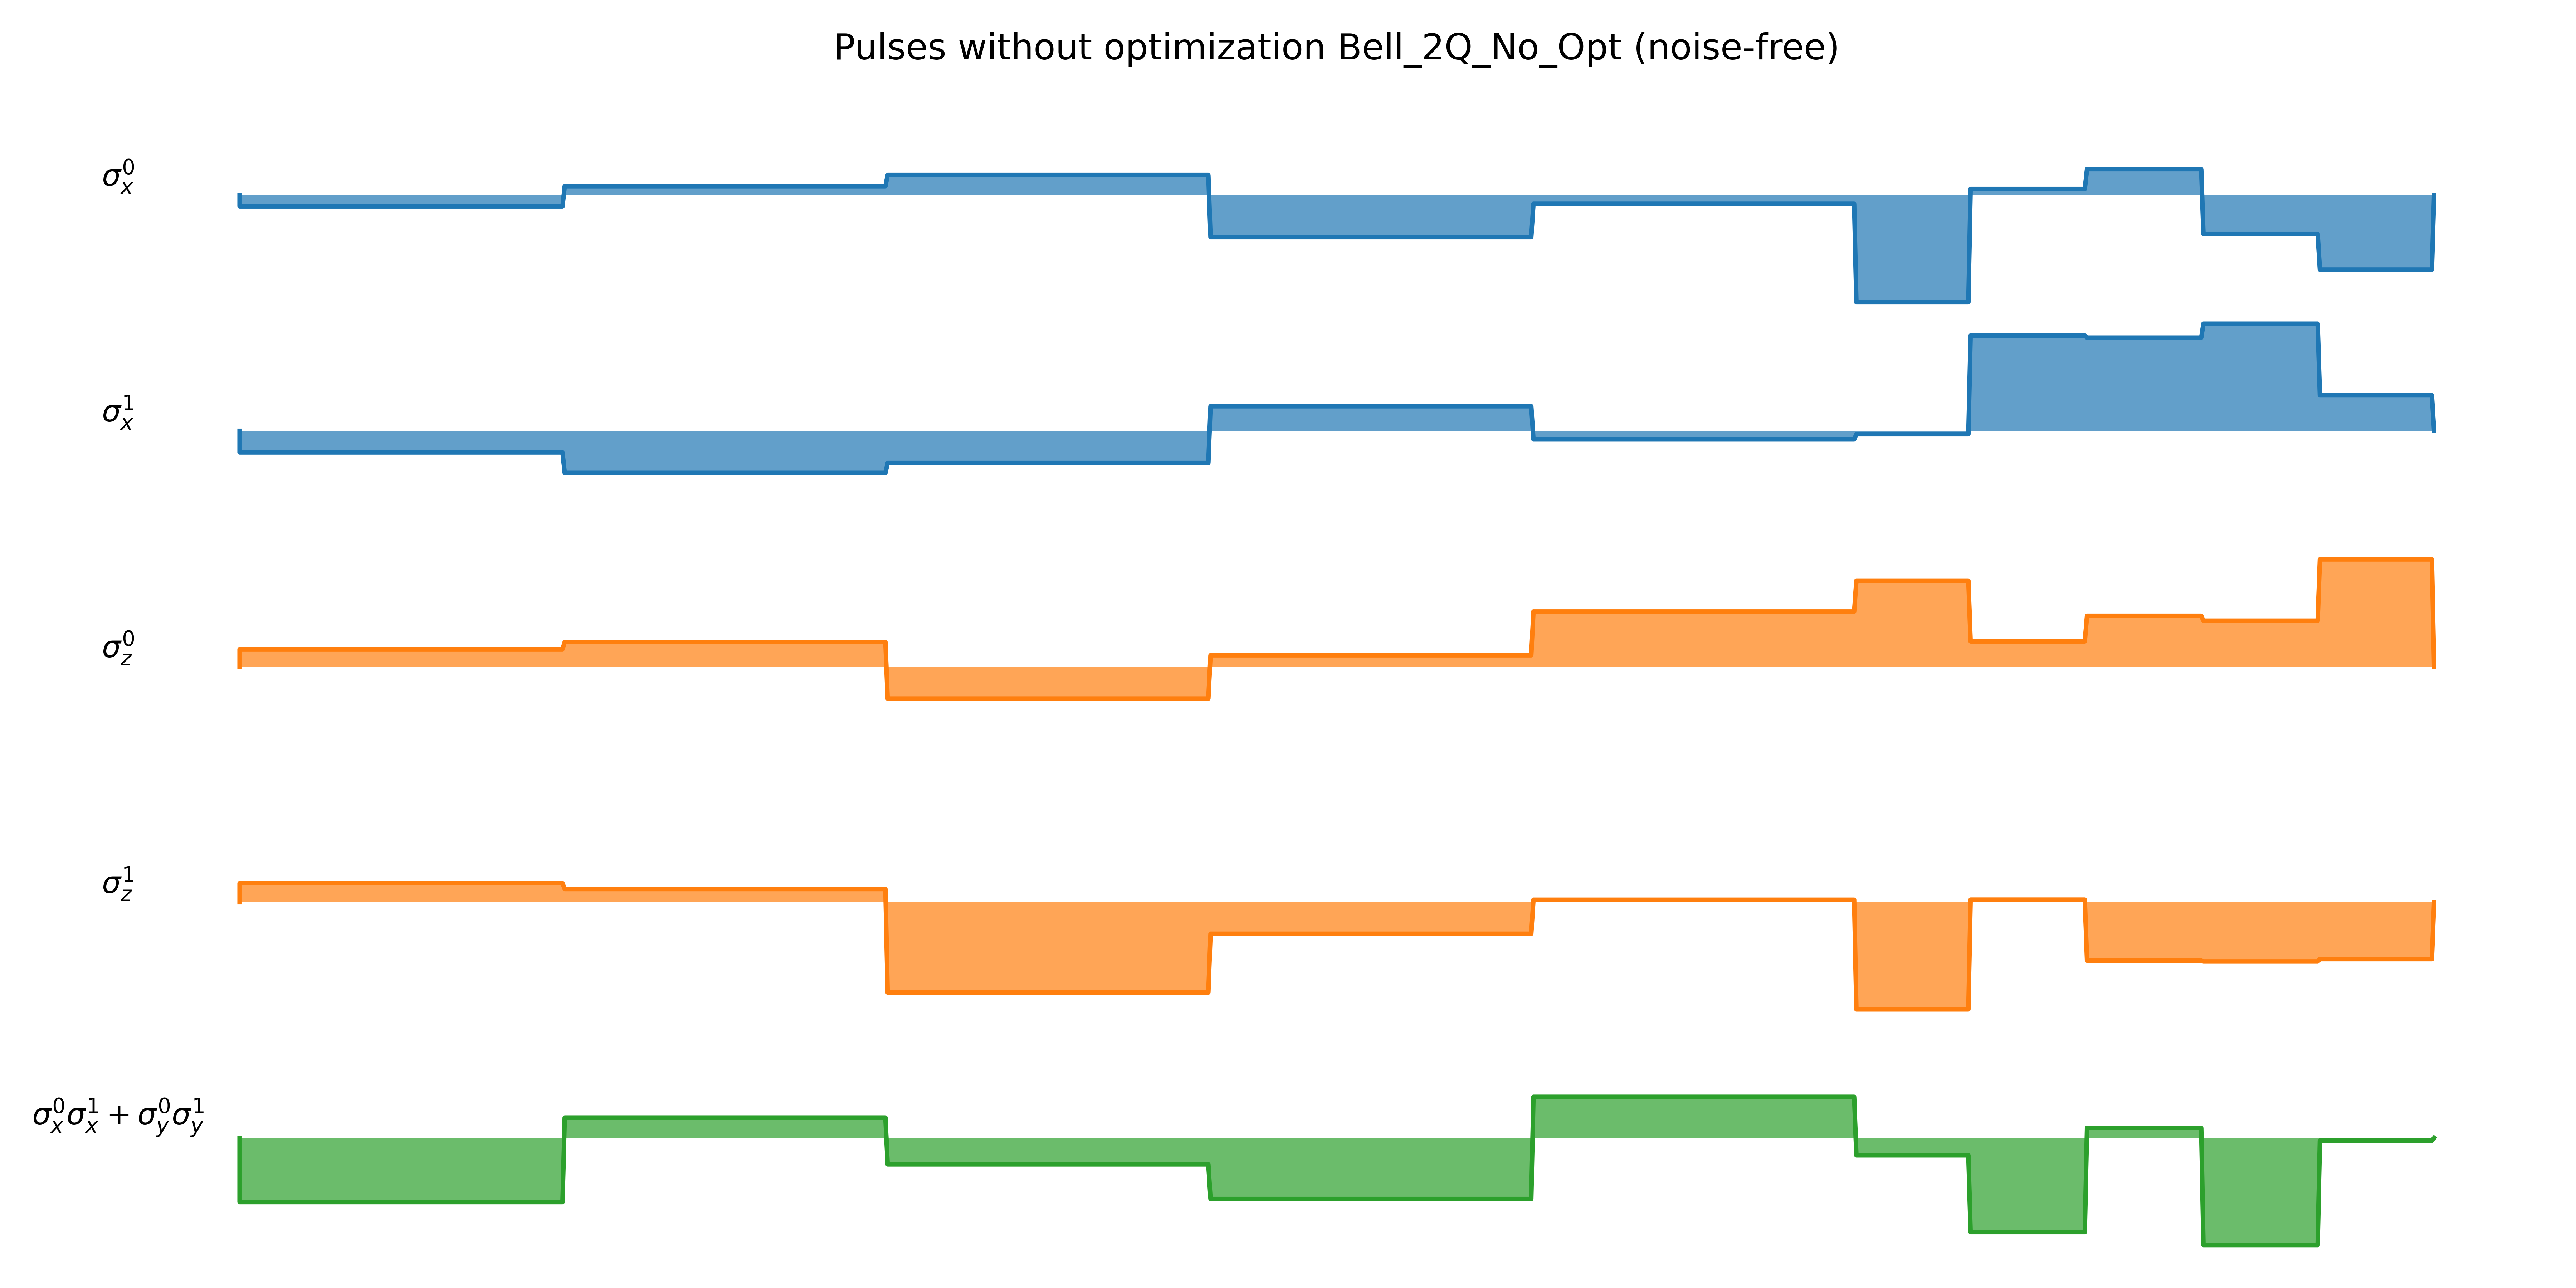 Pulses without optimization Bell_2Q_No_Opt (noise-free)
σ_x^0
σ_x^1
σ_z^0
σ_z^1
σ_x^0σ_x^1 + σ_y^0σ_y^1